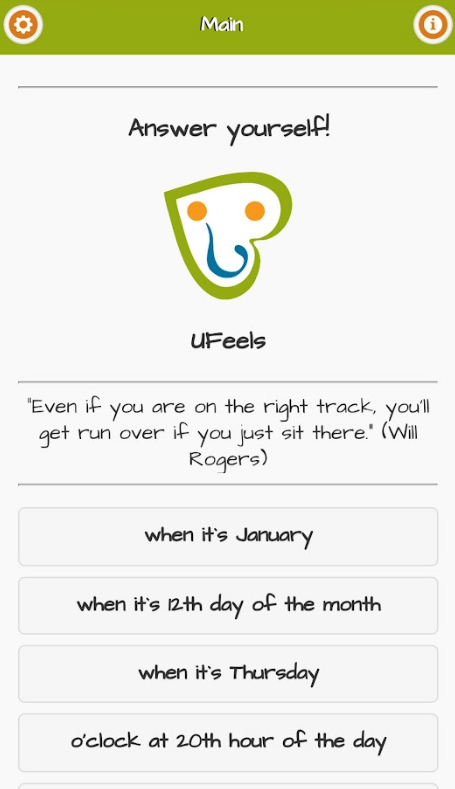 Main
Answer yourself!
UFeels
"Even if you are on the right track, you'll
get run over if you just sit there." (Will
Rogers)
when it's January
when it's 12th day of the month
when it's Thursday
o'clock at 20th hour of the day